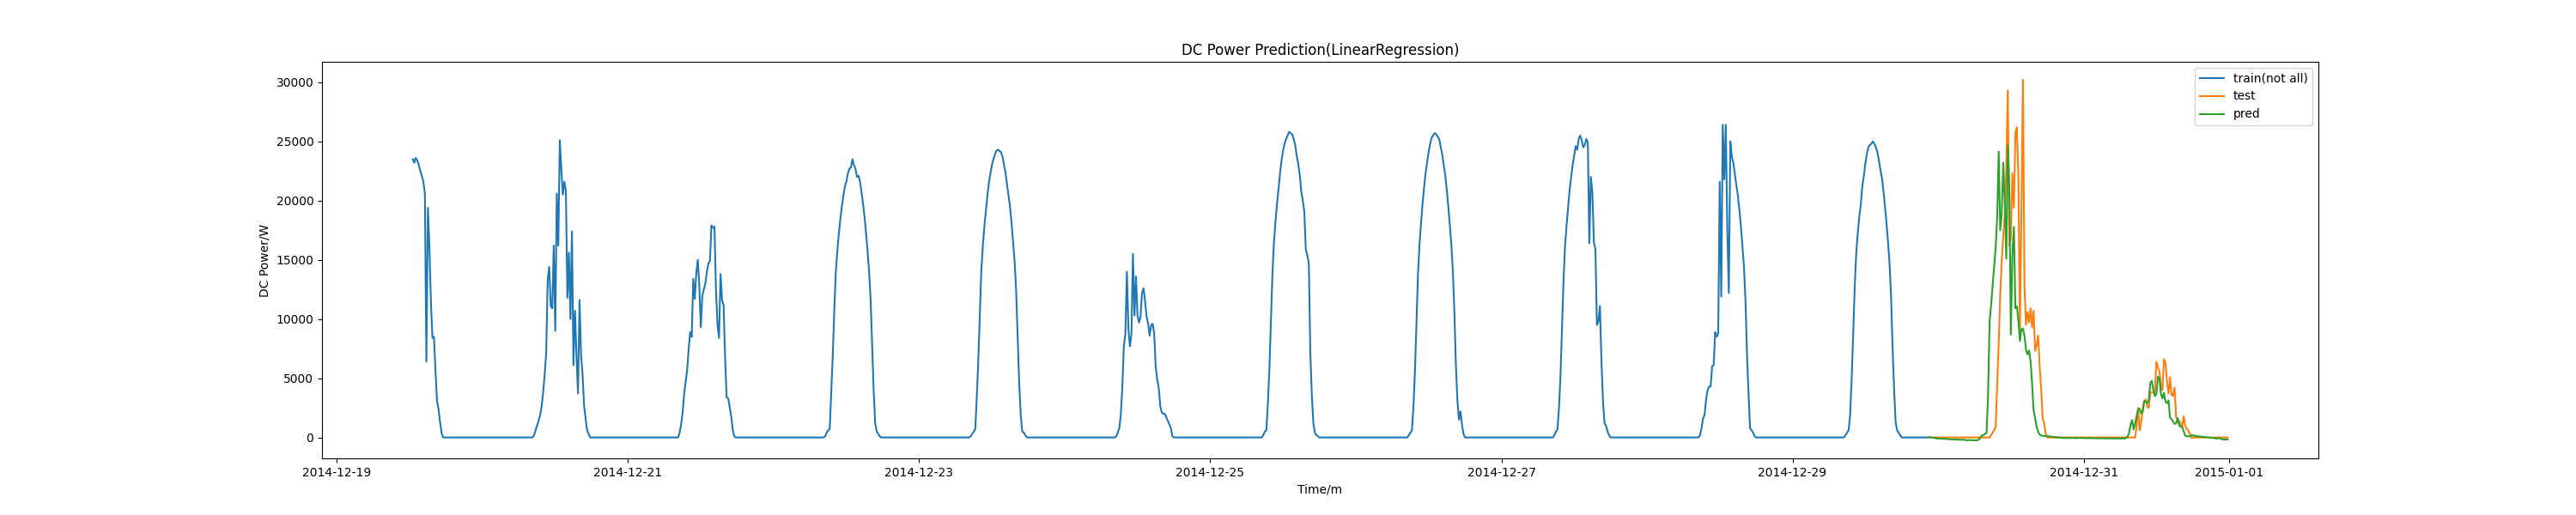 DC Power Prediction(LinearRegression)
30000
25000
20000
15000
10000
5000
0
DC Power/W
train(not all)
test
pred
2014-12-19
2014-12-21
2014-12-23
2014-12-25
2014-12-27
2014-12-29
2014-12-31
2015-01-01
Time/m